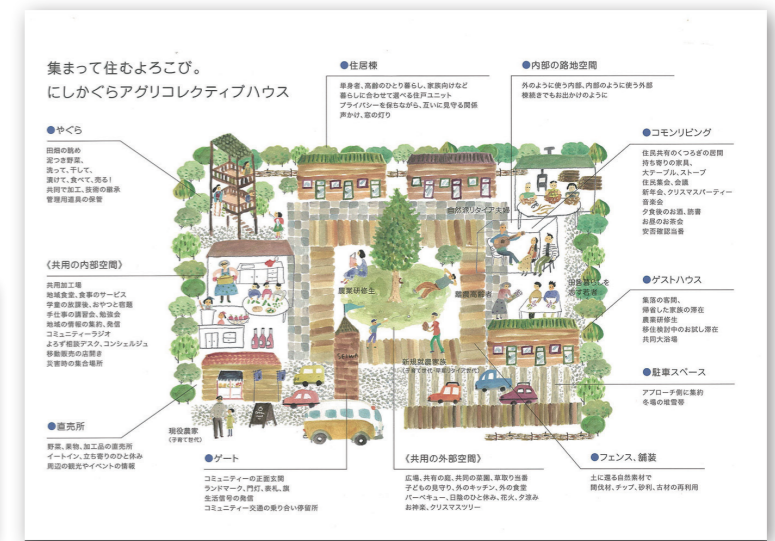 集まって住むよろこび。
にしかぐらアグリコレクティブハウス
●やぐら
田畑の眺め
泥つき野菜、
洗って、干して、
漬けて、食べて、売る!
共同で加工、技術の継承
管理用道具の保管
《共用の内部空間》
共用加工場
地域食堂、食事のサービス
学童の放課後、おやつと宿題
手仕事の講習会、勉強会
地域の情報の集約、発信
コミュニティーラジオ
よろず相談デスク、コンシェルジュ
移動販売の店開き
災害時の集合場所
●直売所
野菜、果物、加工品の直売所
イートイン、立ち寄りのひと休み
周辺の観光やイベントの情報
●住居棟
単身者、高齢のひとり暮らし、家族向けなど
暮らしに合わせて選べる住戸ユニット
プライバシーを保ちながら、互いに見守る関係
声かけ、窓の灯り
●内部の路地空間
外のように使う内部、内部のように使う外部
棟続きでもお出かけのように
●コモンリビング
住民共有のくつろぎの居間
持ち寄りの家具、
大テーブル、ストーブ
住民集会、会議
新年会、クリスマスパーティー
音楽会
夕食後のお酒、読書
お昼のお茶会
安否確認当番
●ゲストハウス
集落の客間、
帰省した家族の滞在
農業研修生
移住検討中のお試し滞在
共同大浴場
●駐車スペース
アプローチ側に集約
冬場の堆雪帯
●フェンス、舗装
土に還る自然素材で
間伐材、チップ、砂利、古材の再利用
《共用の外部空間》
広場、共有の庭、共同の菜園、草取り当番
子どもの見守り、外のキッチン、外の食堂
バーベキュー、日陰のひと休み、花火、夕涼み
お神楽、クリスマスツリー
●ゲート
コミュニティーの正面玄関
ランドマーク、門灯、表札、旗
生活信号の発信
コミュニティー交通の乗り合い停留所
自然派リタイア夫婦
農業研修生
離農高齢者
田舎暮らしを
志す若者
新規就農家族
(子育て世代・早期リタイア世代)
現役農家
(子育て世代)